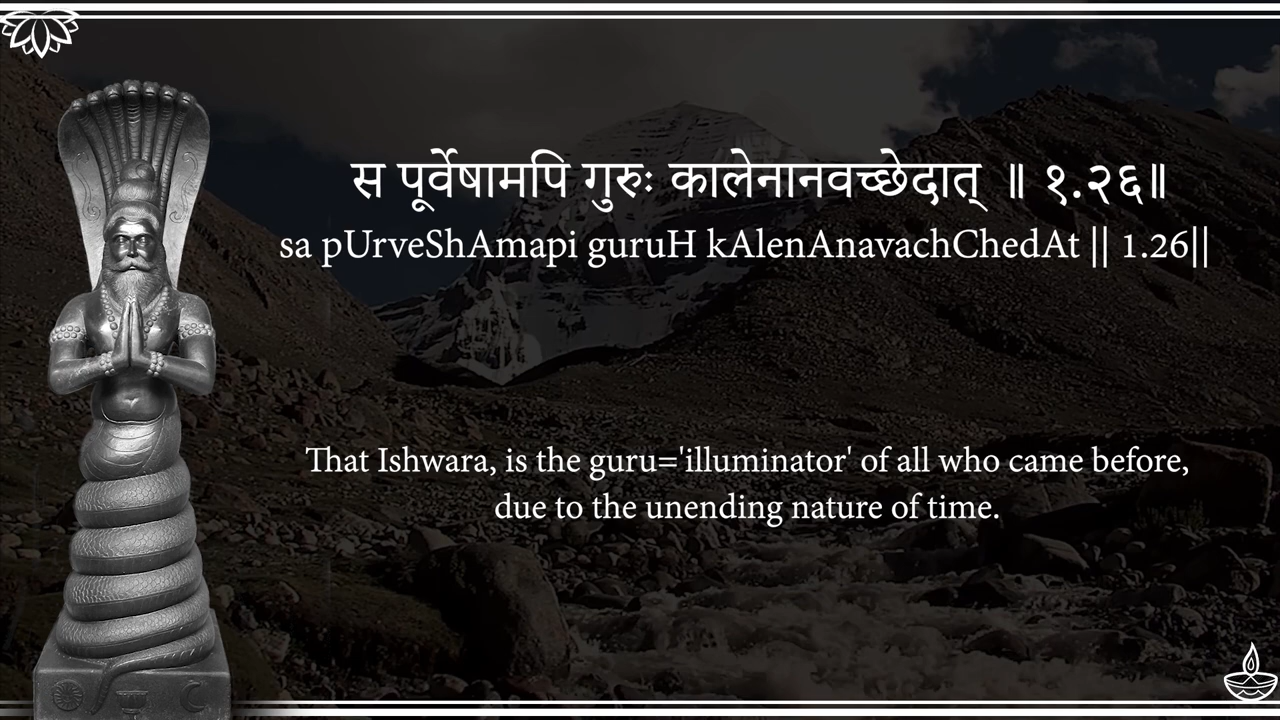 स पूर्वेषामपि गुरुः कालेनानवच्छेदात् ॥ १.२६॥
sa pUrveShAmapi guruH kAlenAnavachChedAt || 1.26||
That Ishwara, is the guru='illuminator' of all who came before,
due to the unending nature of time.